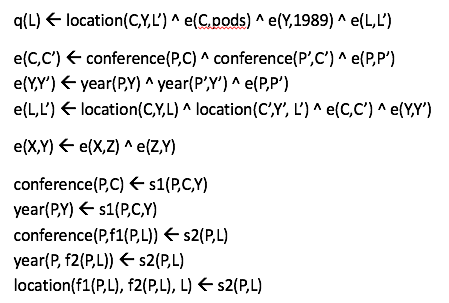 q(L) ← location(C,Y,L’) ^ e(C,pods) ^ e(Y,1989) ^ e(L,L’)
e(C,C’) ← conference(P,C) ^ conference(P’,C’) ^ e(P,P’)
e(Y,Y’) ← year(P,Y) ^ year(P’,Y’) ^ e(P,P’)
e(L,L’) ← location(C,Y,L) ^ location(C’,Y’, L’) ^ e(C,C’) ^ e(Y,Y’)
e(X,Y) ← e(X,Z) ^ e(Z,Y)
conference(P,C) ← s1(P,C,Y)
year(P,Y) ← s1(P,C,Y)
conference(P,f1(P,L)) ← s2(P,L)
year(P, f2(P,L)) ← s2(P,L)
location(f1(P,L), f2(P,L), L) ← s2(P,L)